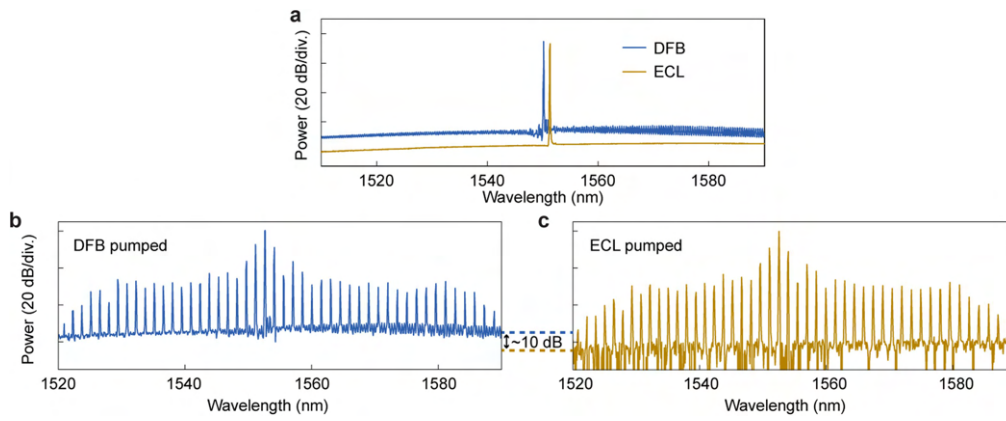 a
Power (20 dB/div.)
DFB
ECL
1520 1540 1560 1580
Wavelength (nm)
b
Power (20 dB/div.)
DFB pumped
1520 1540 1560 1580
Wavelength (nm)
~10 dB
c
ECL pumped
1520 1540 1560 1580
Wavelength (nm)